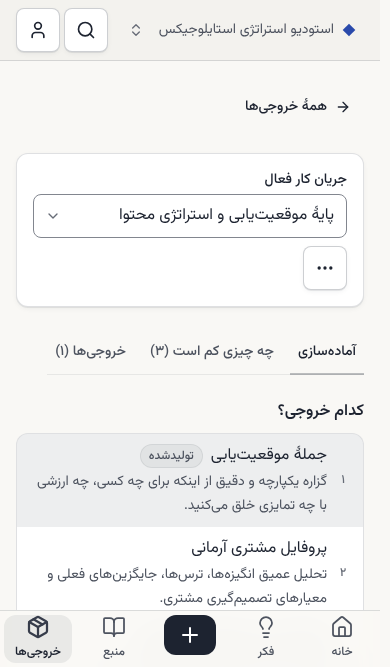 استودیو استراتژی استایلوجیکس
همهٔ خروجی‌ها
جریان کار فعال
پایهٔ موقعیت‌یابی و استراتژی محتوا
آماده‌سازی
چه چیزی کم است (۳)
خروجی‌ها (۱)
کدام خروجی؟
جملهٔ موقعیت‌یابی تولیدشده
۱ گزاره یکپارچه و دقیق از اینکه برای چه کسی، چه ارزشی
با چه تمایزی خلق می‌کنید.
پروفایل مشتری آرمانی
۲ تحلیل عمیق انگیزه‌ها، ترس‌ها، جایگزین‌های فعلی و
معیارهای تصمیم‌گیری مشتری.
خانه
فکر
منبع
خروجی‌ها